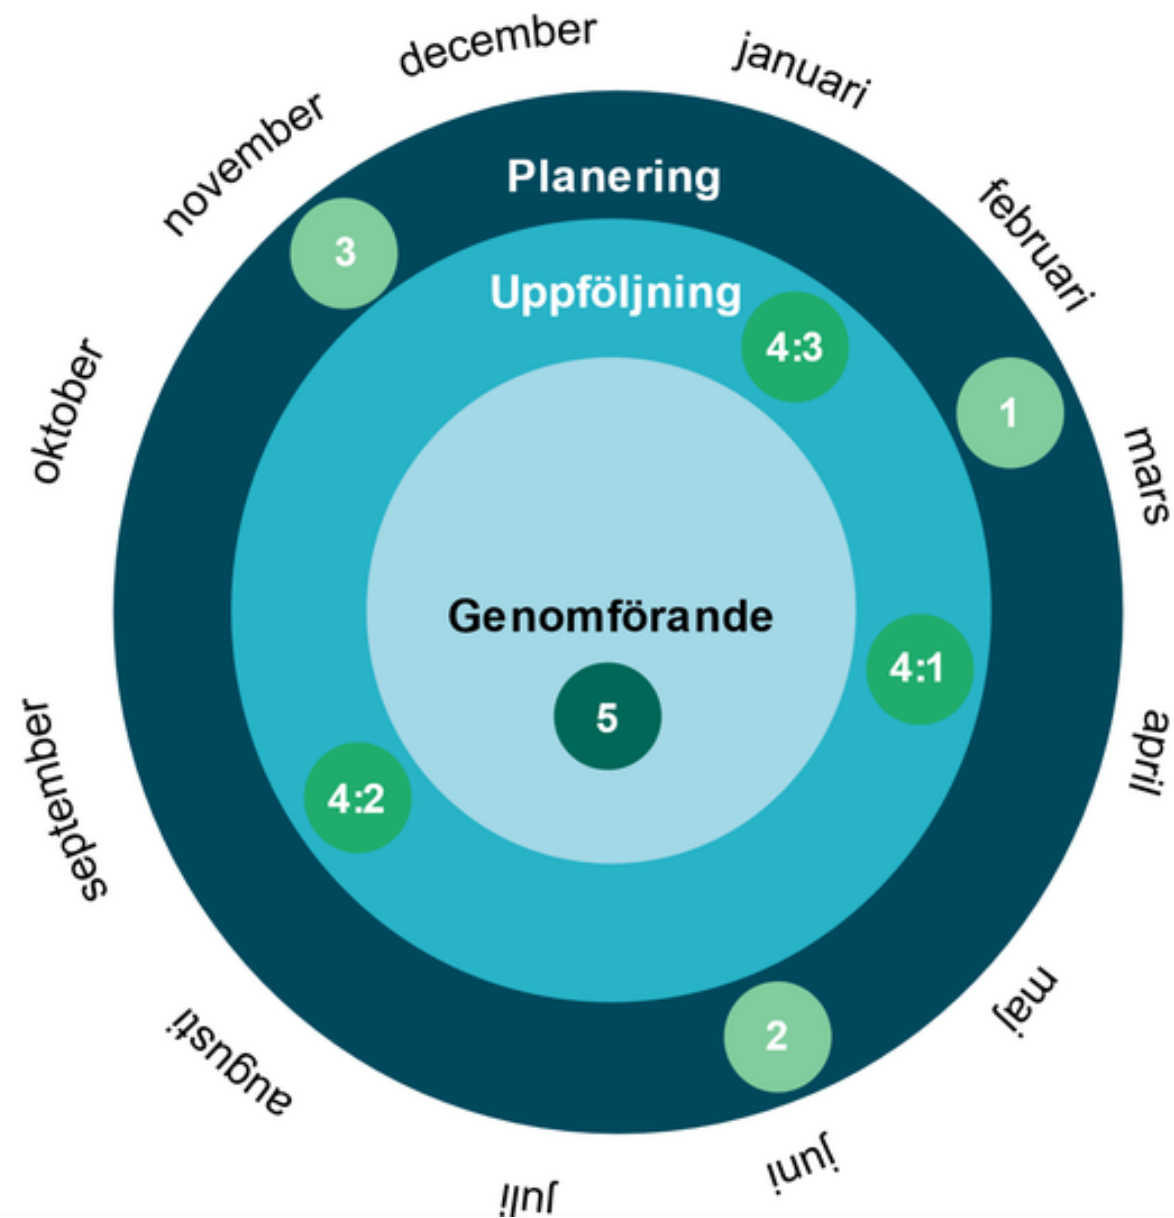 december
januari
november
Planering
februari
3
Uppföljning
4:3
oktober
1
mars
Genomförande
4:1
5
september
april
4:2
maj
augusti
2
juni
juli